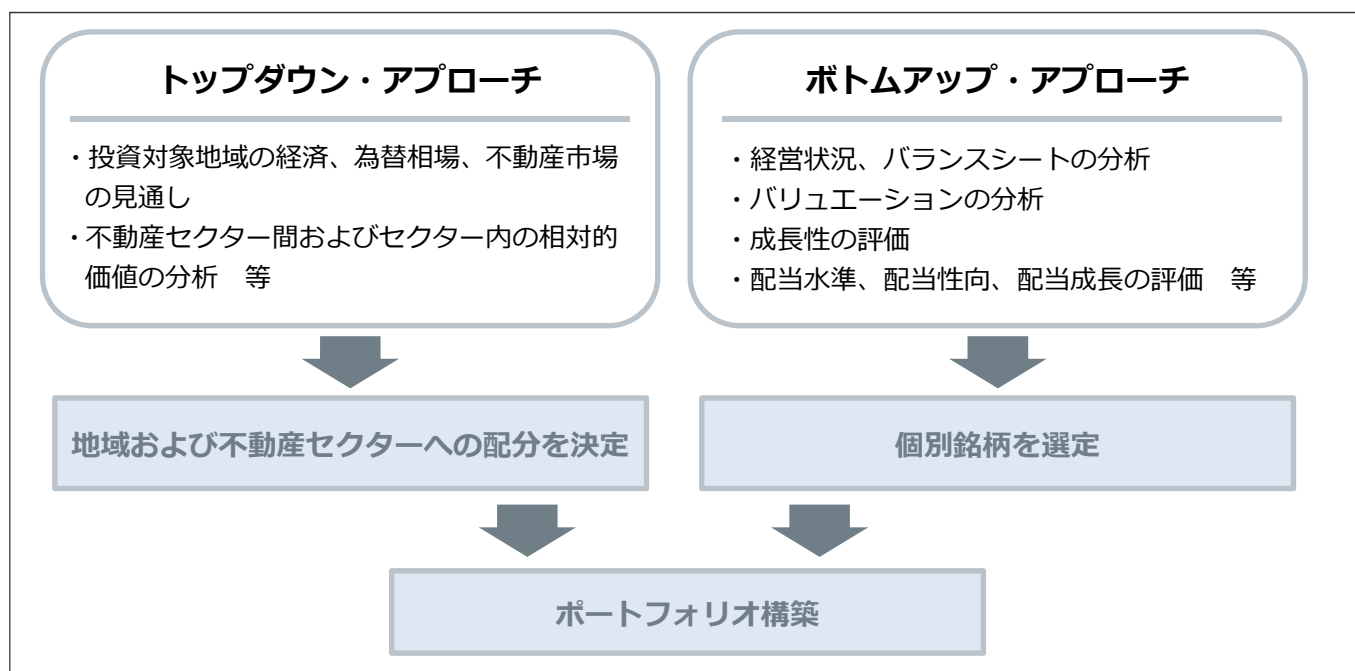 トップダウン・アプローチ
・投資対象地域の経済、為替相場、不動産市場
の見通し
・不動産セクター間およびセクター内の相対的
価値の分析　等
ボトムアップ・アプローチ
・経営状況、バランスシートの分析
・バリュエーションの分析
・成長性の評価
・配当水準、配当性向、配当成長の評価　等
地域および不動産セクターへの配分を決定
個別銘柄を選定
ポートフォリオ構築